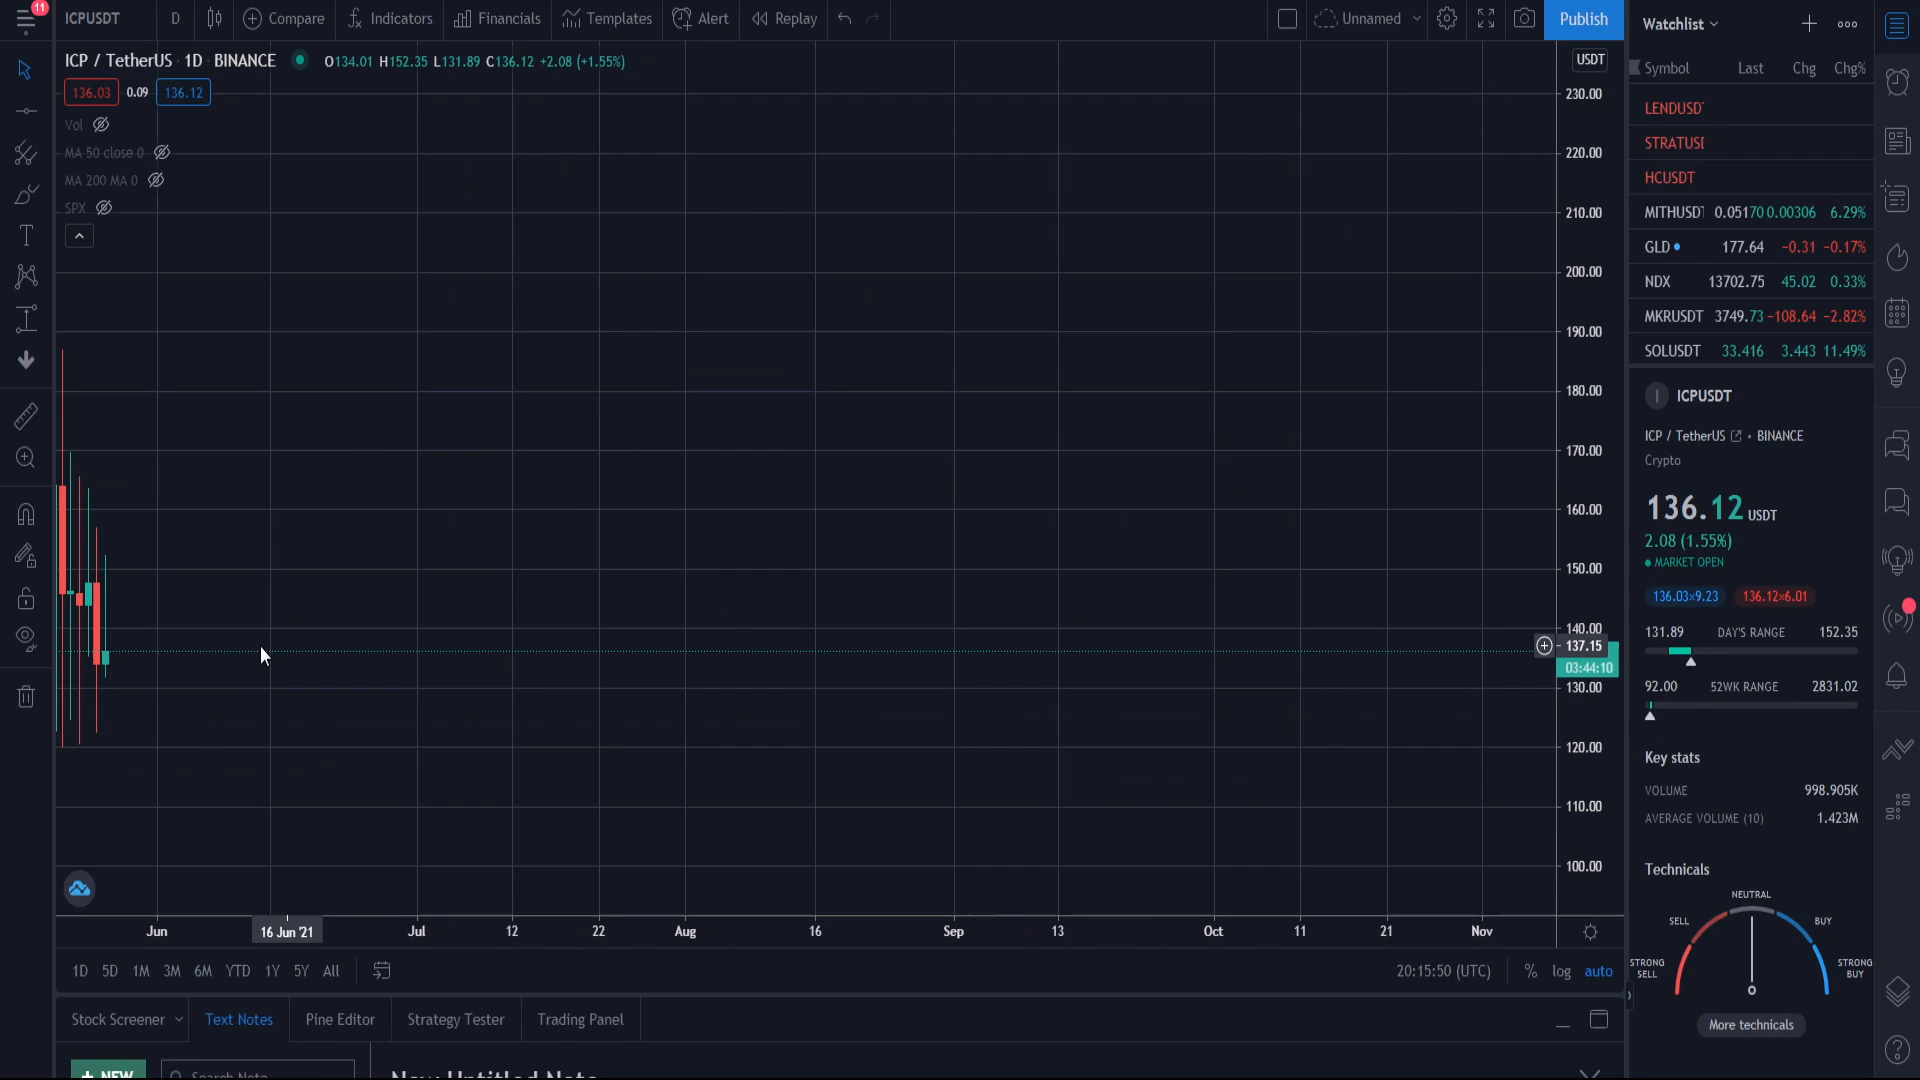 11
ICPUSDT D Compare Indicators Financials Templates Alert Replay Unnamed Publish
ICP / TetherUS 1D BINANCE O134.01 H152.35 L131.89 C136.12 +2.08 (+1.55%)
136.03 0.09 136.12
Vol
MA 50 close 0
MA 200 MA 0
SPX
USDT
230.00
220.00
210.00
200.00
190.00
180.00
170.00
160.00
150.00
140.00
137.15
03:44:10
130.00
120.00
110.00
100.00
Jun 16 Jun '21 Jul 12 22 Aug 16 Sep 13 Oct 11 21 Nov
1D 5D 1M 3M 6M YTD 1Y 5Y All 20:15:50 (UTC) % log auto
Stock Screener Text Notes Pine Editor Strategy Tester Trading Panel
+ NEW Search Note New Untitled Note
Watchlist
Symbol Last Chg Chg%
LENDUSD
STRATUS
HCUSDT
MITHUSDT 0.05170 0.00306 6.29%
GLD 177.64 −0.31 −0.17%
NDX 13702.75 45.02 0.33%
MKRUSDT 3749.73 −108.64 −2.82%
SOLUSDT 33.416 3.443 11.49%
I ICPUSDT
ICP / TetherUS • BINANCE
Crypto
136.12 USDT
2.08 (1.55%)
MARKET OPEN
136.03×9.23 136.12×6.01
131.89 DAY'S RANGE 152.35
92.00 52WK RANGE 2831.02
Key stats
VOLUME 998.905K
AVERAGE VOLUME (10) 1.423M
Technicals
NEUTRAL
SELL BUY
STRONG SELL STRONG BUY
More technicals